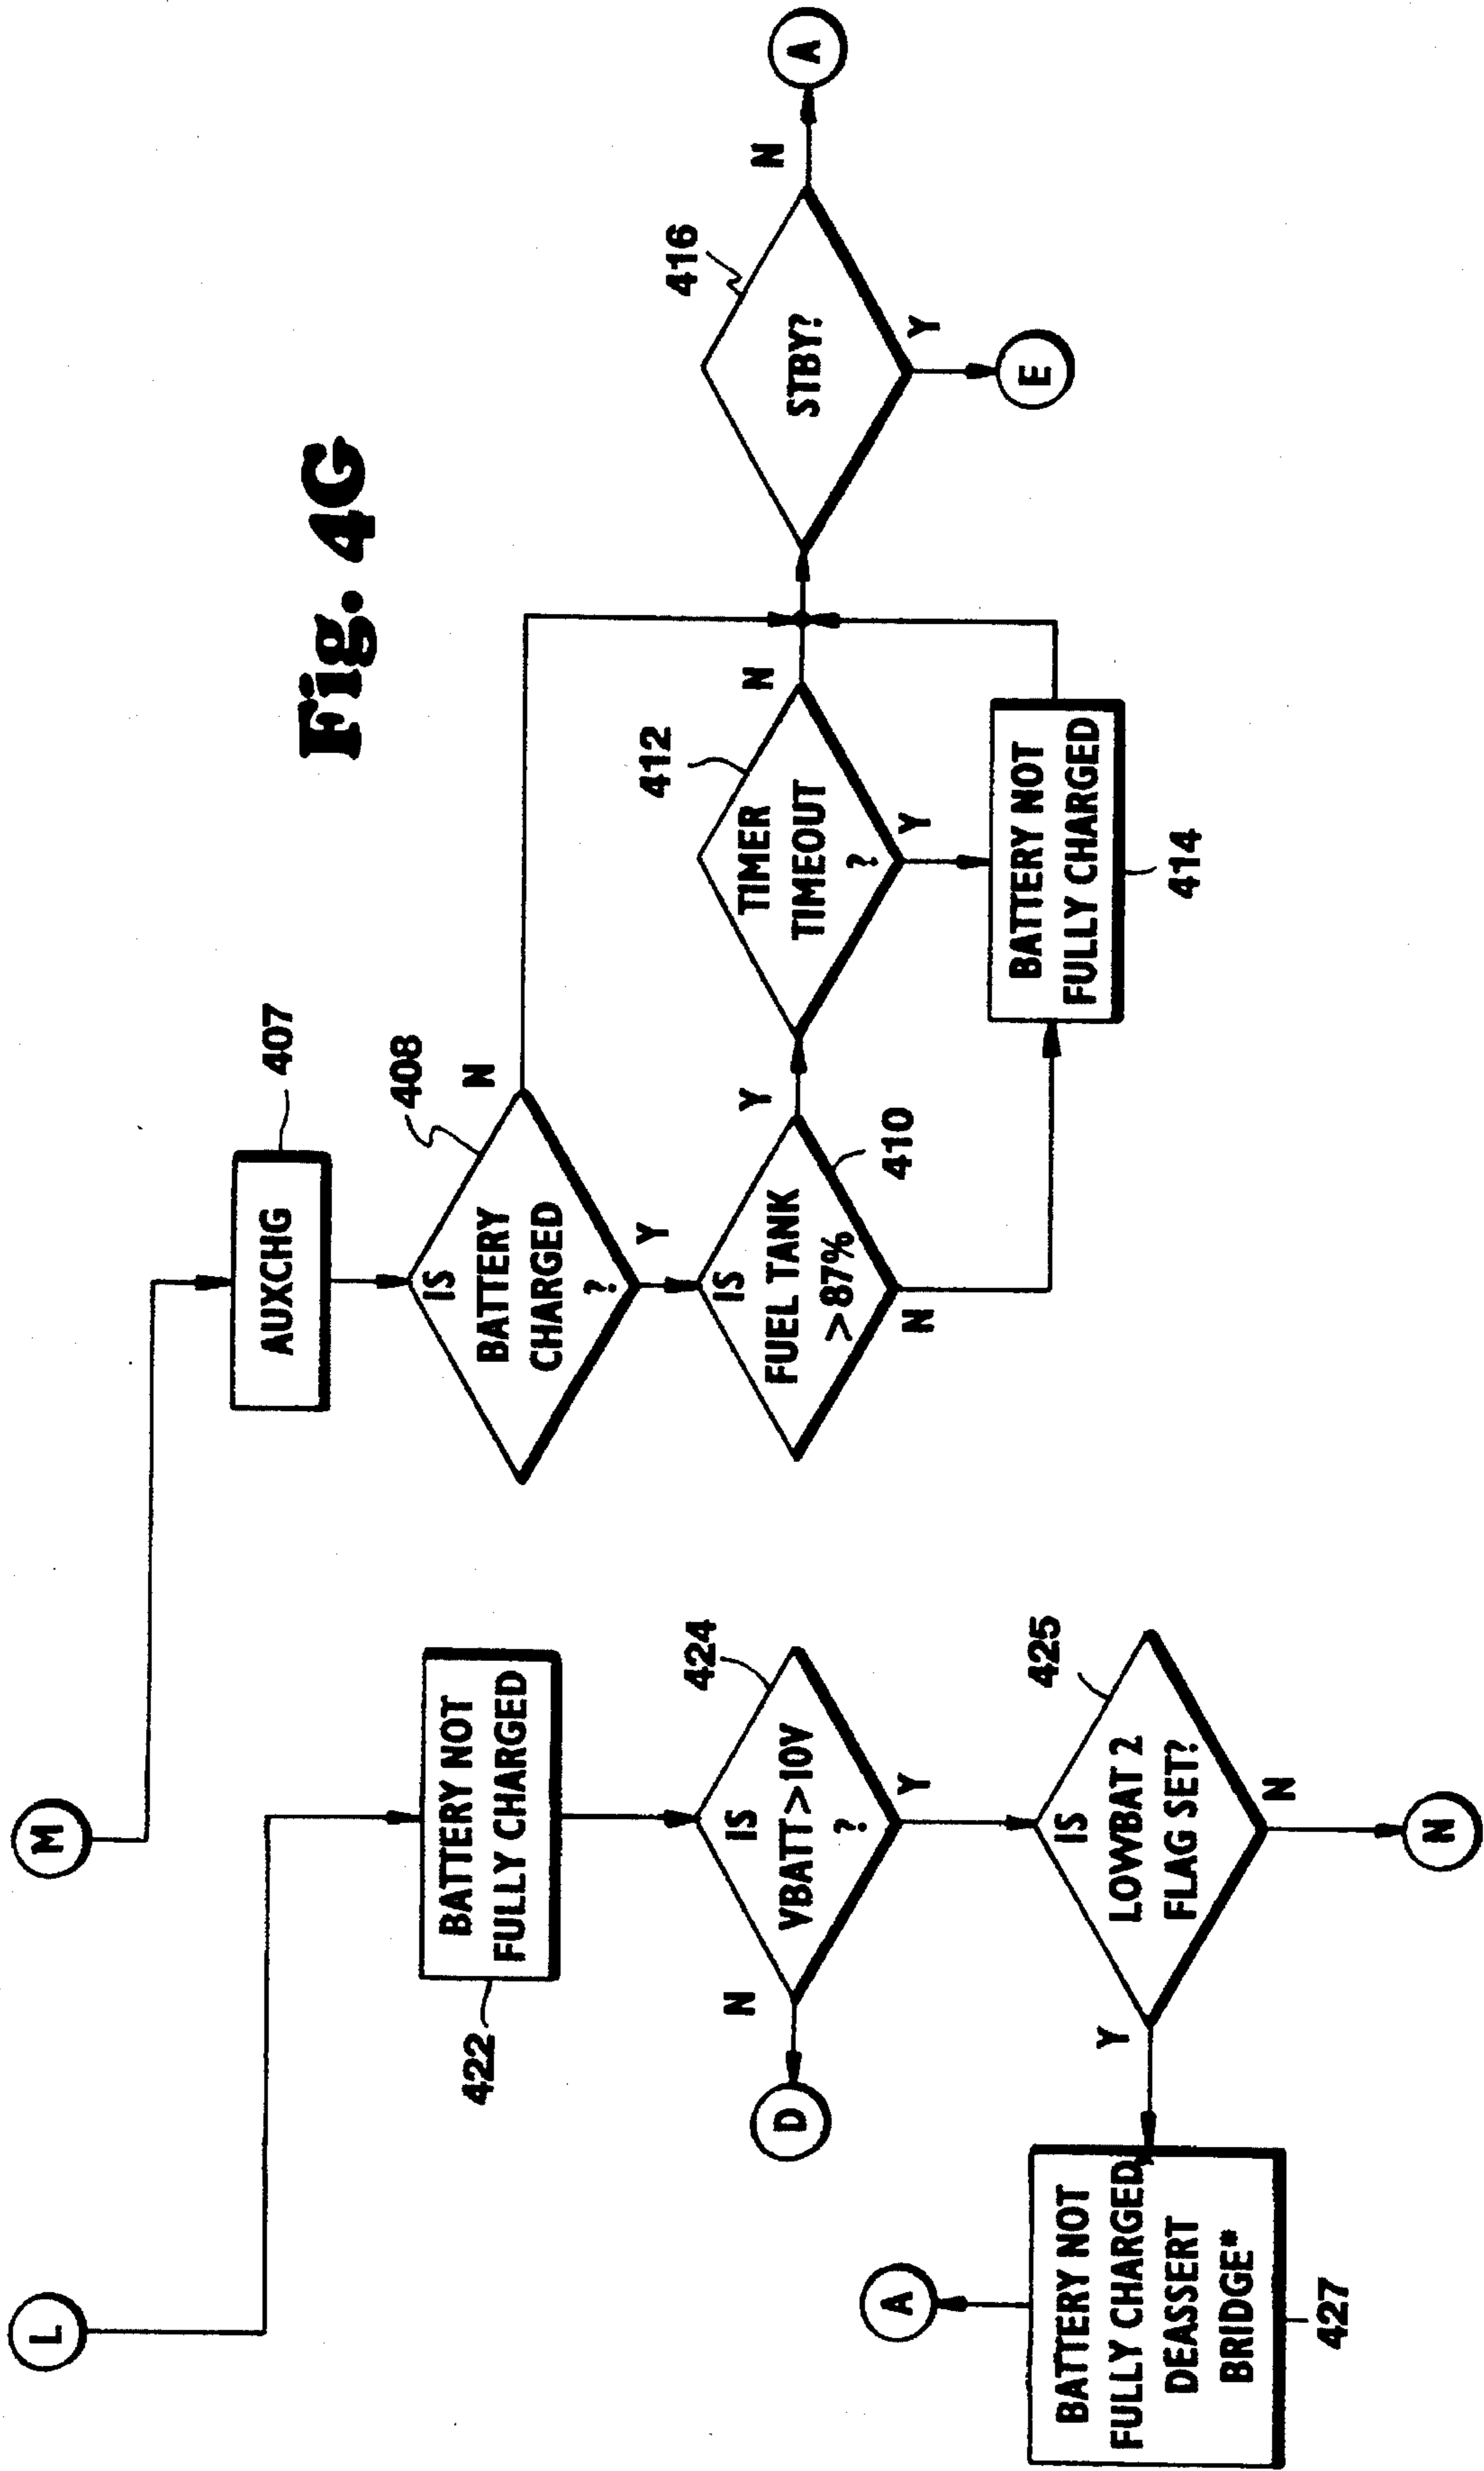 L
M
422
BATTERY NOT
FULLY CHARGED
424
IS
VBATT > 10V
?
N
Y
D
425
IS
LOWBAT 2
FLAG SET?
Y
N
A
BATTERY NOT
FULLY CHARGED
DEASSERT
BRIDGE*
427
N
AUXCHG
407
408
IS
BATTERY
CHARGED
?
N
Y
IS
FUEL TANK
>87%
410
Y
N
412
TIMER
TIMEOUT
?
N
Y
BATTERY NOT
FULLY CHARGED
414
416
STBY?
N
Y
A
E
Fig. 4G